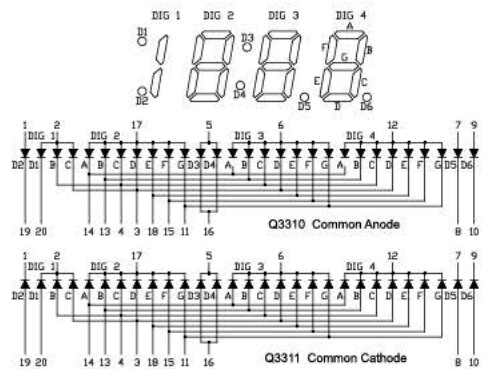 DIG 1 DIG 2 DIG 3 DIG 4
A
D1 D3 F B
G
E C
D2 D4 D5 D D6
1 2 17 5 6 12 7 9
DIG 1 DIG 2 DIG 3 DIG 4
D2 D1 B C A B C D E F G D3 D4 A B C D E F G A B C D E F G D5 D6
19 20 14 13 4 3 18 15 11 16 8 10
Q3310 Common Anode
1 2 17 5 6 12 7 9
DIG 1 DIG 2 DIG 3 DIG 4
D2 D1 B C A B C D E F G D3 D4 A B C D E F G A B C D E F G D5 D6
19 20 14 13 4 3 18 15 11 16 8 10
Q3311 Common Cathode